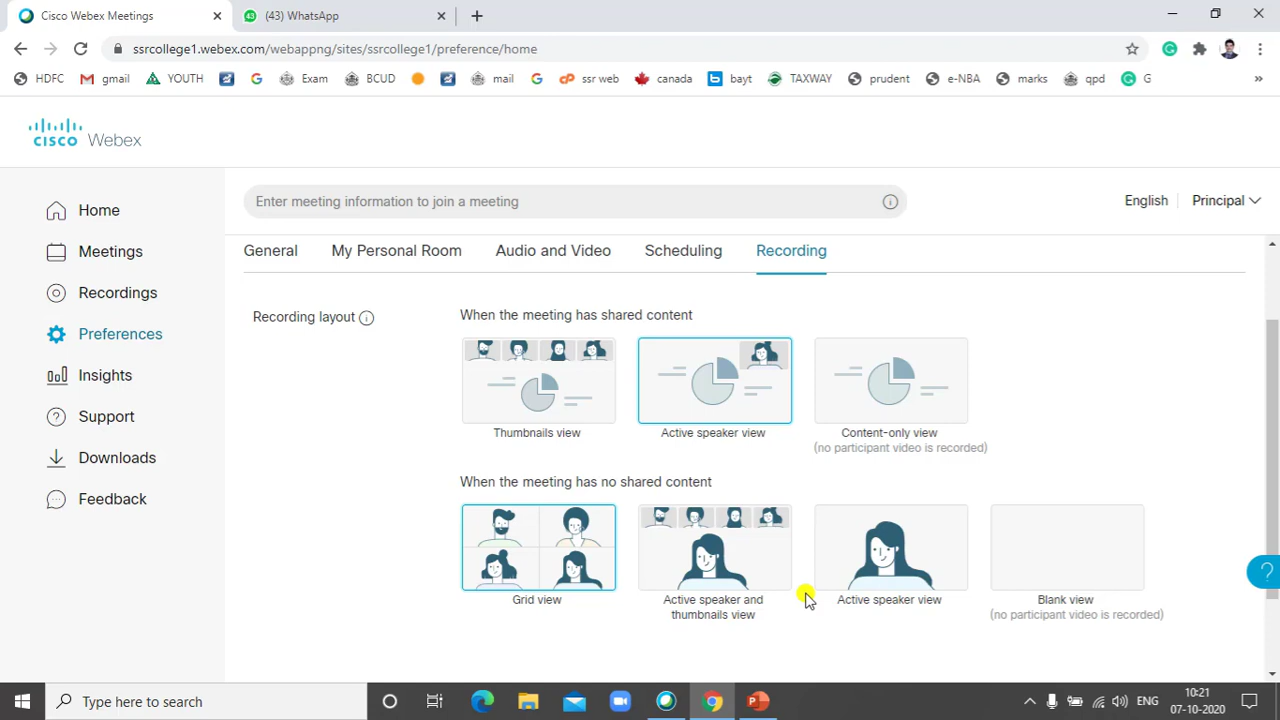 Cisco Webex Meetings
(43) WhatsApp
ssrcollege1.webex.com/webappng/sites/ssrcollege1/preference/home
HDFC gmail YOUTH Exam BCUD mail ssr web canada bayt TAXWAY prudent e-NBA marks qpd G »
CISCO Webex
Enter meeting information to join a meeting
English Principal
Home
Meetings
Recordings
Preferences
Insights
Support
Downloads
Feedback
General My Personal Room Audio and Video Scheduling Recording
Recording layout
When the meeting has shared content
Thumbnails view
Active speaker view
Content-only view
(no participant video is recorded)
When the meeting has no shared content
Grid view
Active speaker and
thumbnails view
Active speaker view
Blank view
(no participant video is recorded)
?
Type here to search
ENG
10:21
07-10-2020